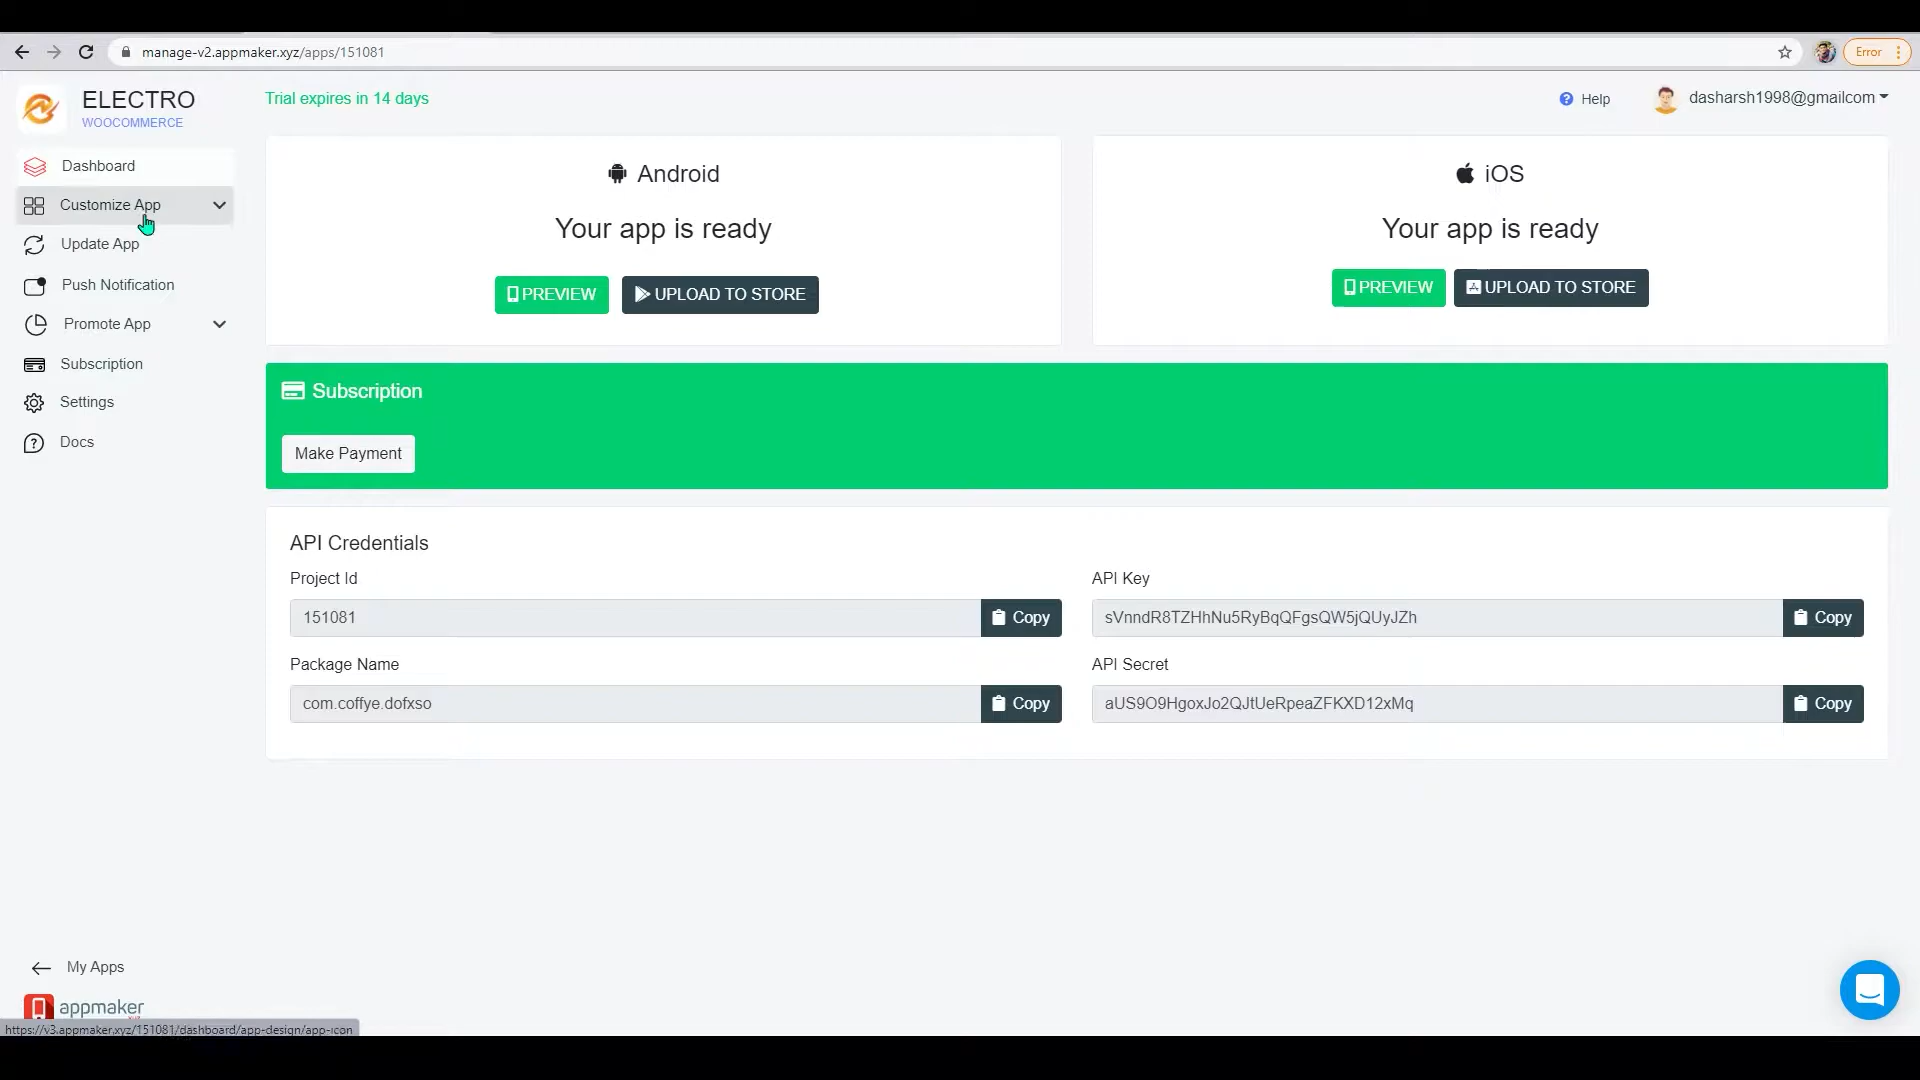 manage-v2.appmaker.xyz/apps/151081
Error
ELECTRO
WOOCOMMERCE
Trial expires in 14 days
Help
dasharsh1998@gmailcom
Dashboard
Customize App
Update App
Push Notification
Promote App
Subscription
Settings
Docs
Android
Your app is ready
PREVIEW
UPLOAD TO STORE
iOS
Your app is ready
PREVIEW
UPLOAD TO STORE
Subscription
Make Payment
API Credentials
Project Id
151081
Copy
API Key
sVnndR8TZHhNu5RyBqQFgsQW5jQUyJZh
Copy
Package Name
com.coffye.dofxso
Copy
API Secret
aUS9O9HgoxJo2QJtUeRpeaZFKXD12xMq
Copy
My Apps
appmaker
https://v3.appmaker.xyz/151081/dashboard/app-design/app-icon